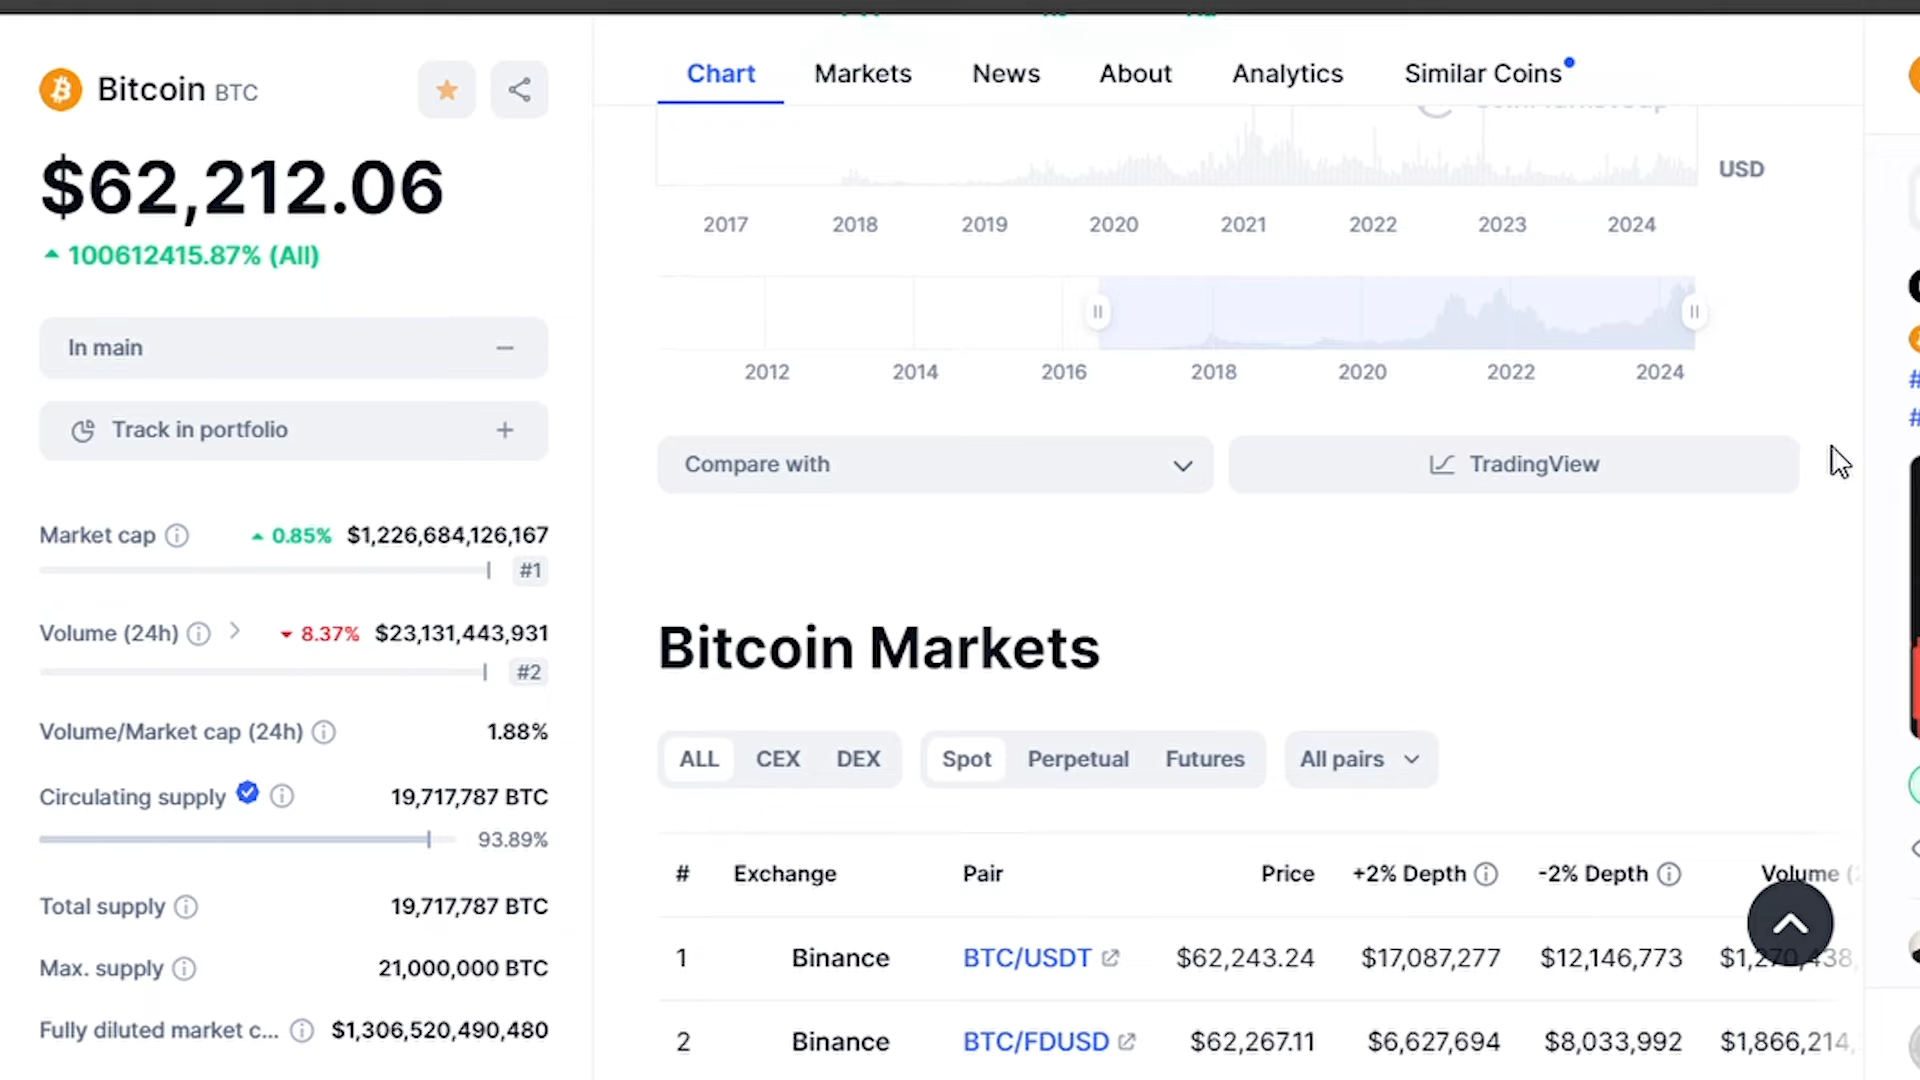 Bitcoin BTC
$62,212.06
100612415.87% (All)
In main
Track in portfolio
Market cap 0.85% $1,226,684,126,167
#1
Volume (24h) 8.37% $23,131,443,931
#2
Volume/Market cap (24h) 1.88%
Circulating supply 19,717,787 BTC
93.89%
Total supply 19,717,787 BTC
Max. supply 21,000,000 BTC
Fully diluted market c... $1,306,520,490,480
Chart Markets News About Analytics Similar Coins
USD
2017 2018 2019 2020 2021 2022 2023 2024
2012 2014 2016 2018 2020 2022 2024
Compare with TradingView
Bitcoin Markets
ALL CEX DEX Spot Perpetual Futures All pairs
# Exchange Pair Price +2% Depth -2% Depth Volume (
1 Binance BTC/USDT $62,243.24 $17,087,277 $12,146,773 $1,270,438,
2 Binance BTC/FDUSD $62,267.11 $6,627,694 $8,033,992 $1,866,214,